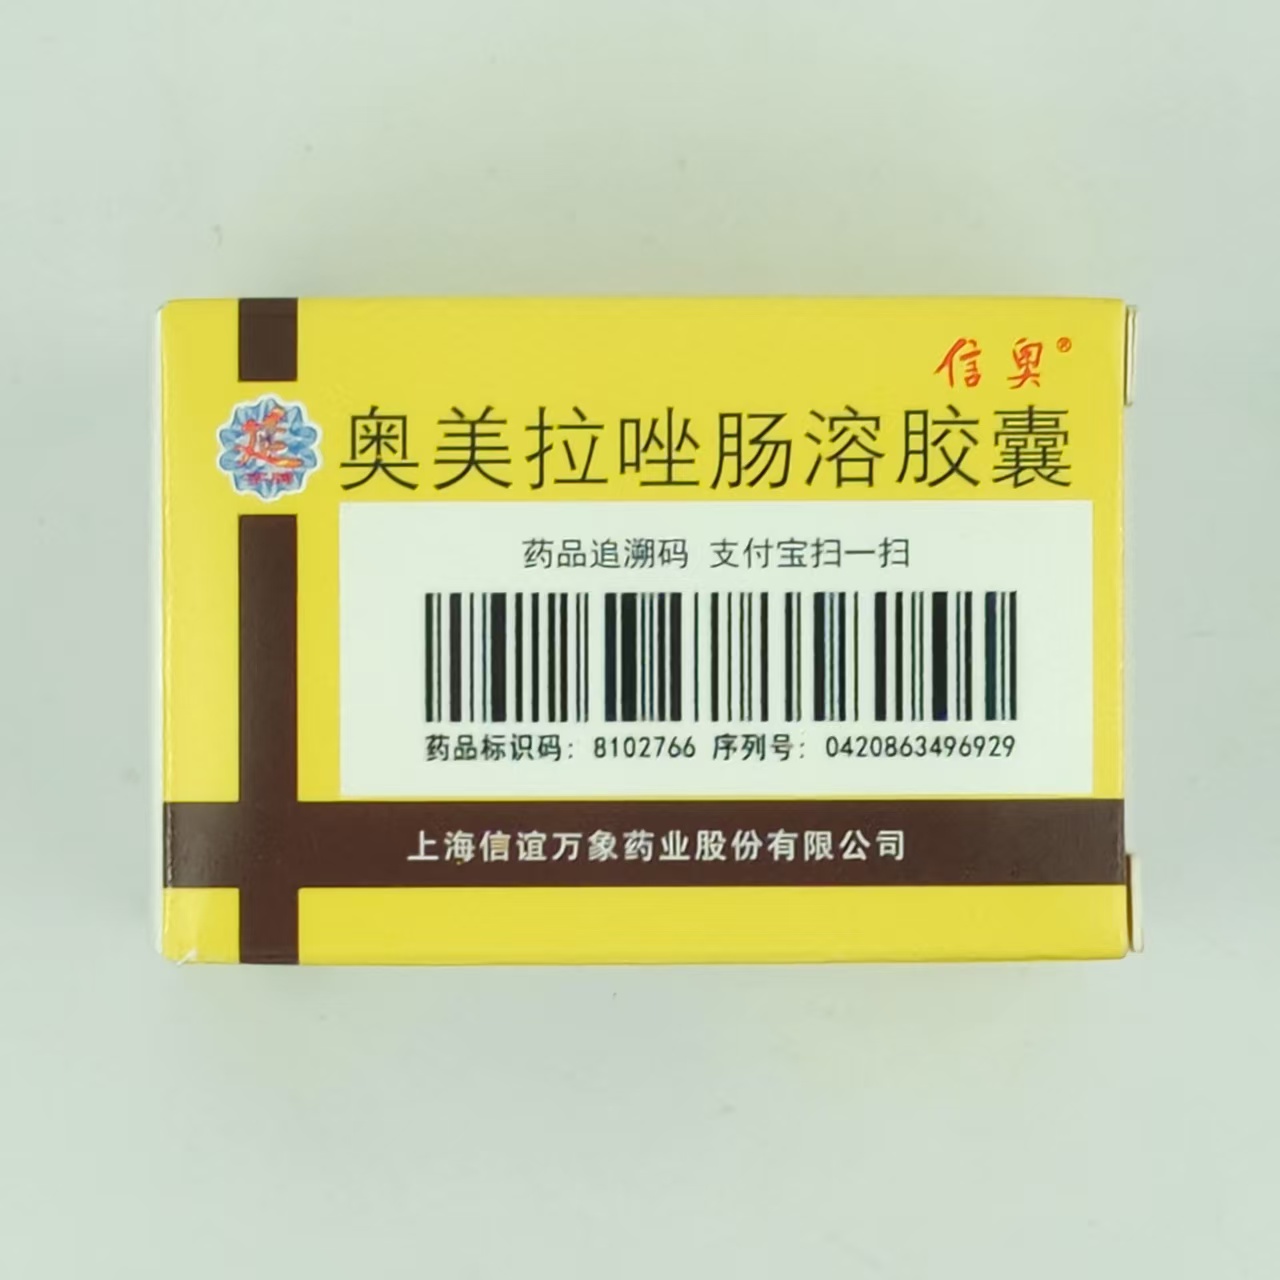 信奥®
奥美拉唑肠溶胶囊
药品追溯码 支付宝扫一扫
药品标识码：8102766 序列号：0420863496929
上海信谊万象药业股份有限公司